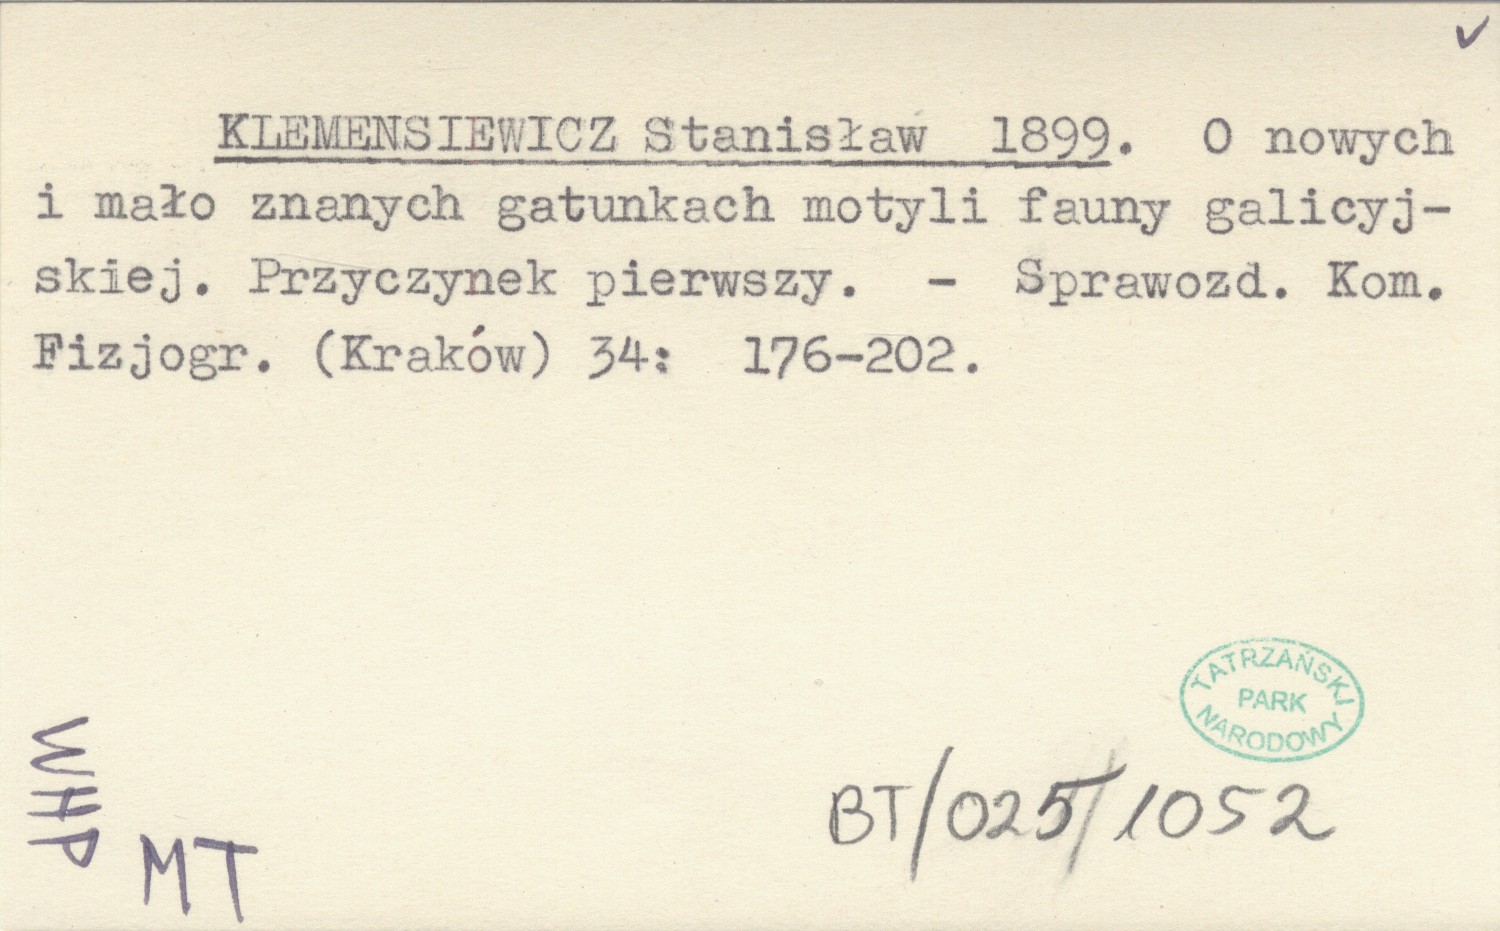 ✓
KLEMENSIEWICZ Stanisław 1899. O nowych
i mało znanych gatunkach motyli fauny galicyj-
skiej. Przyczynek pierwszy. - Sprawozd. Kom.
Fizjogr. (Kraków) 34: 176-202.
TATRZAŃSKI
PARK
NARODOWY
BT/025/1052
WHP
MT